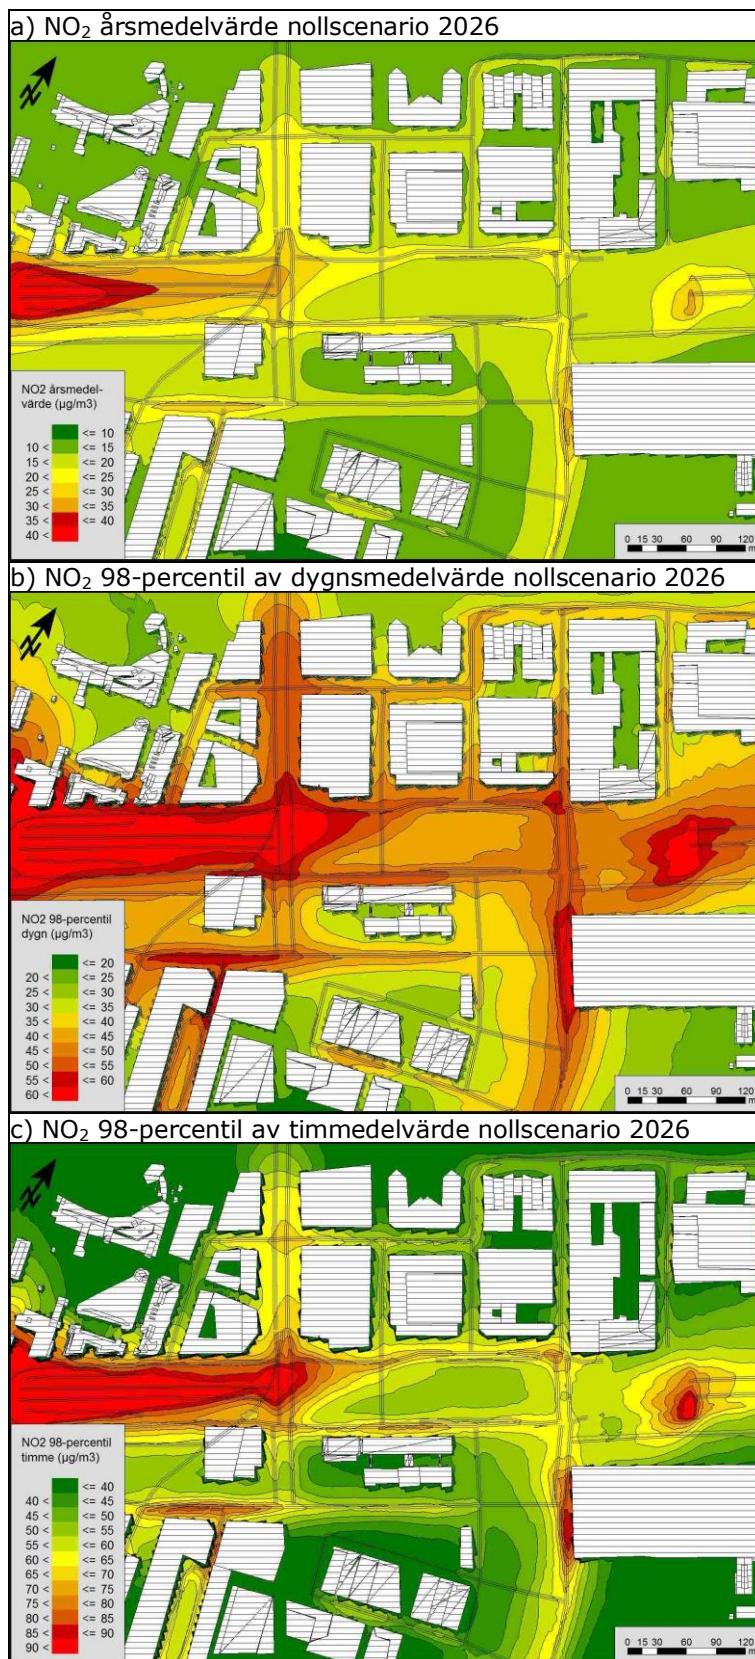 a) NO₂ årsmedelvärde nollscenario 2026
N
NO2 årsmedel-
värde (µg/m3)
<= 10
10 < <= 15
15 < <= 20
20 < <= 25
25 < <= 30
30 < <= 35
35 < <= 40
40 <
0 15 30 60 90 120
m
b) NO₂ 98-percentil av dygnsmedelvärde nollscenario 2026
N
NO2 98-percentil
dygn (µg/m3)
<= 20
20 < <= 25
25 < <= 30
30 < <= 35
35 < <= 40
40 < <= 45
45 < <= 50
50 < <= 55
55 < <= 60
60 <
0 15 30 60 90 120
m
c) NO₂ 98-percentil av timmedelvärde nollscenario 2026
N
NO2 98-percentil
timme (µg/m3)
<= 40
40 < <= 45
45 < <= 50
50 < <= 55
55 < <= 60
60 < <= 65
65 < <= 70
70 < <= 75
75 < <= 80
80 < <= 85
85 < <= 90
90 <
0 15 30 60 90 120
m